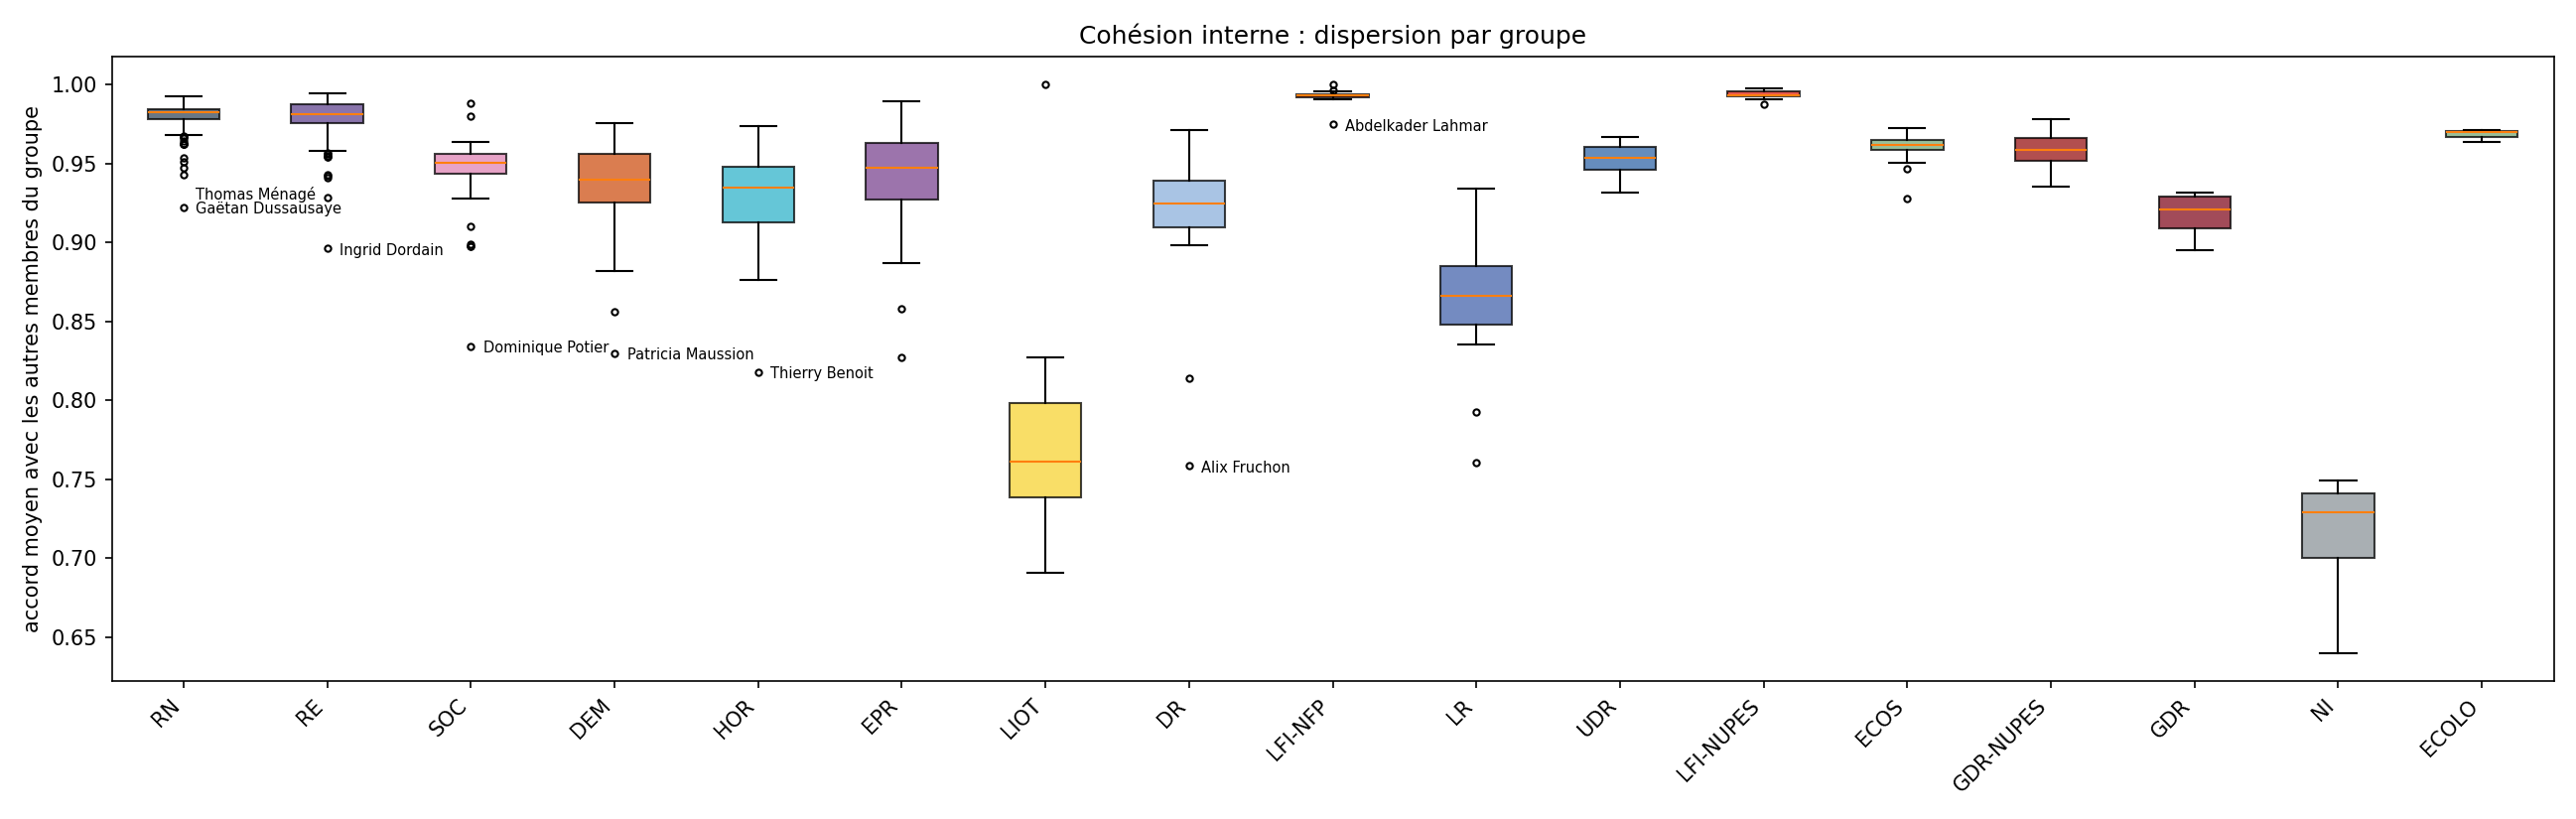 Cohésion interne : dispersion par groupe
accord moyen avec les autres membres du groupe
1.00
0.95
0.90
0.85
0.80
0.75
0.70
0.65
Thomas Ménagé
Gaëtan Dussausaye
Ingrid Dordain
Dominique Potier
Patricia Maussion
Thierry Benoit
Alix Fruchon
Abdelkader Lahmar
RN
RE
SOC
DEM
HOR
EPR
LIOT
DR
LFI-NFP
LR
UDR
LFI-NUPES
ECOS
GDR-NUPES
GDR
NI
ECOLO